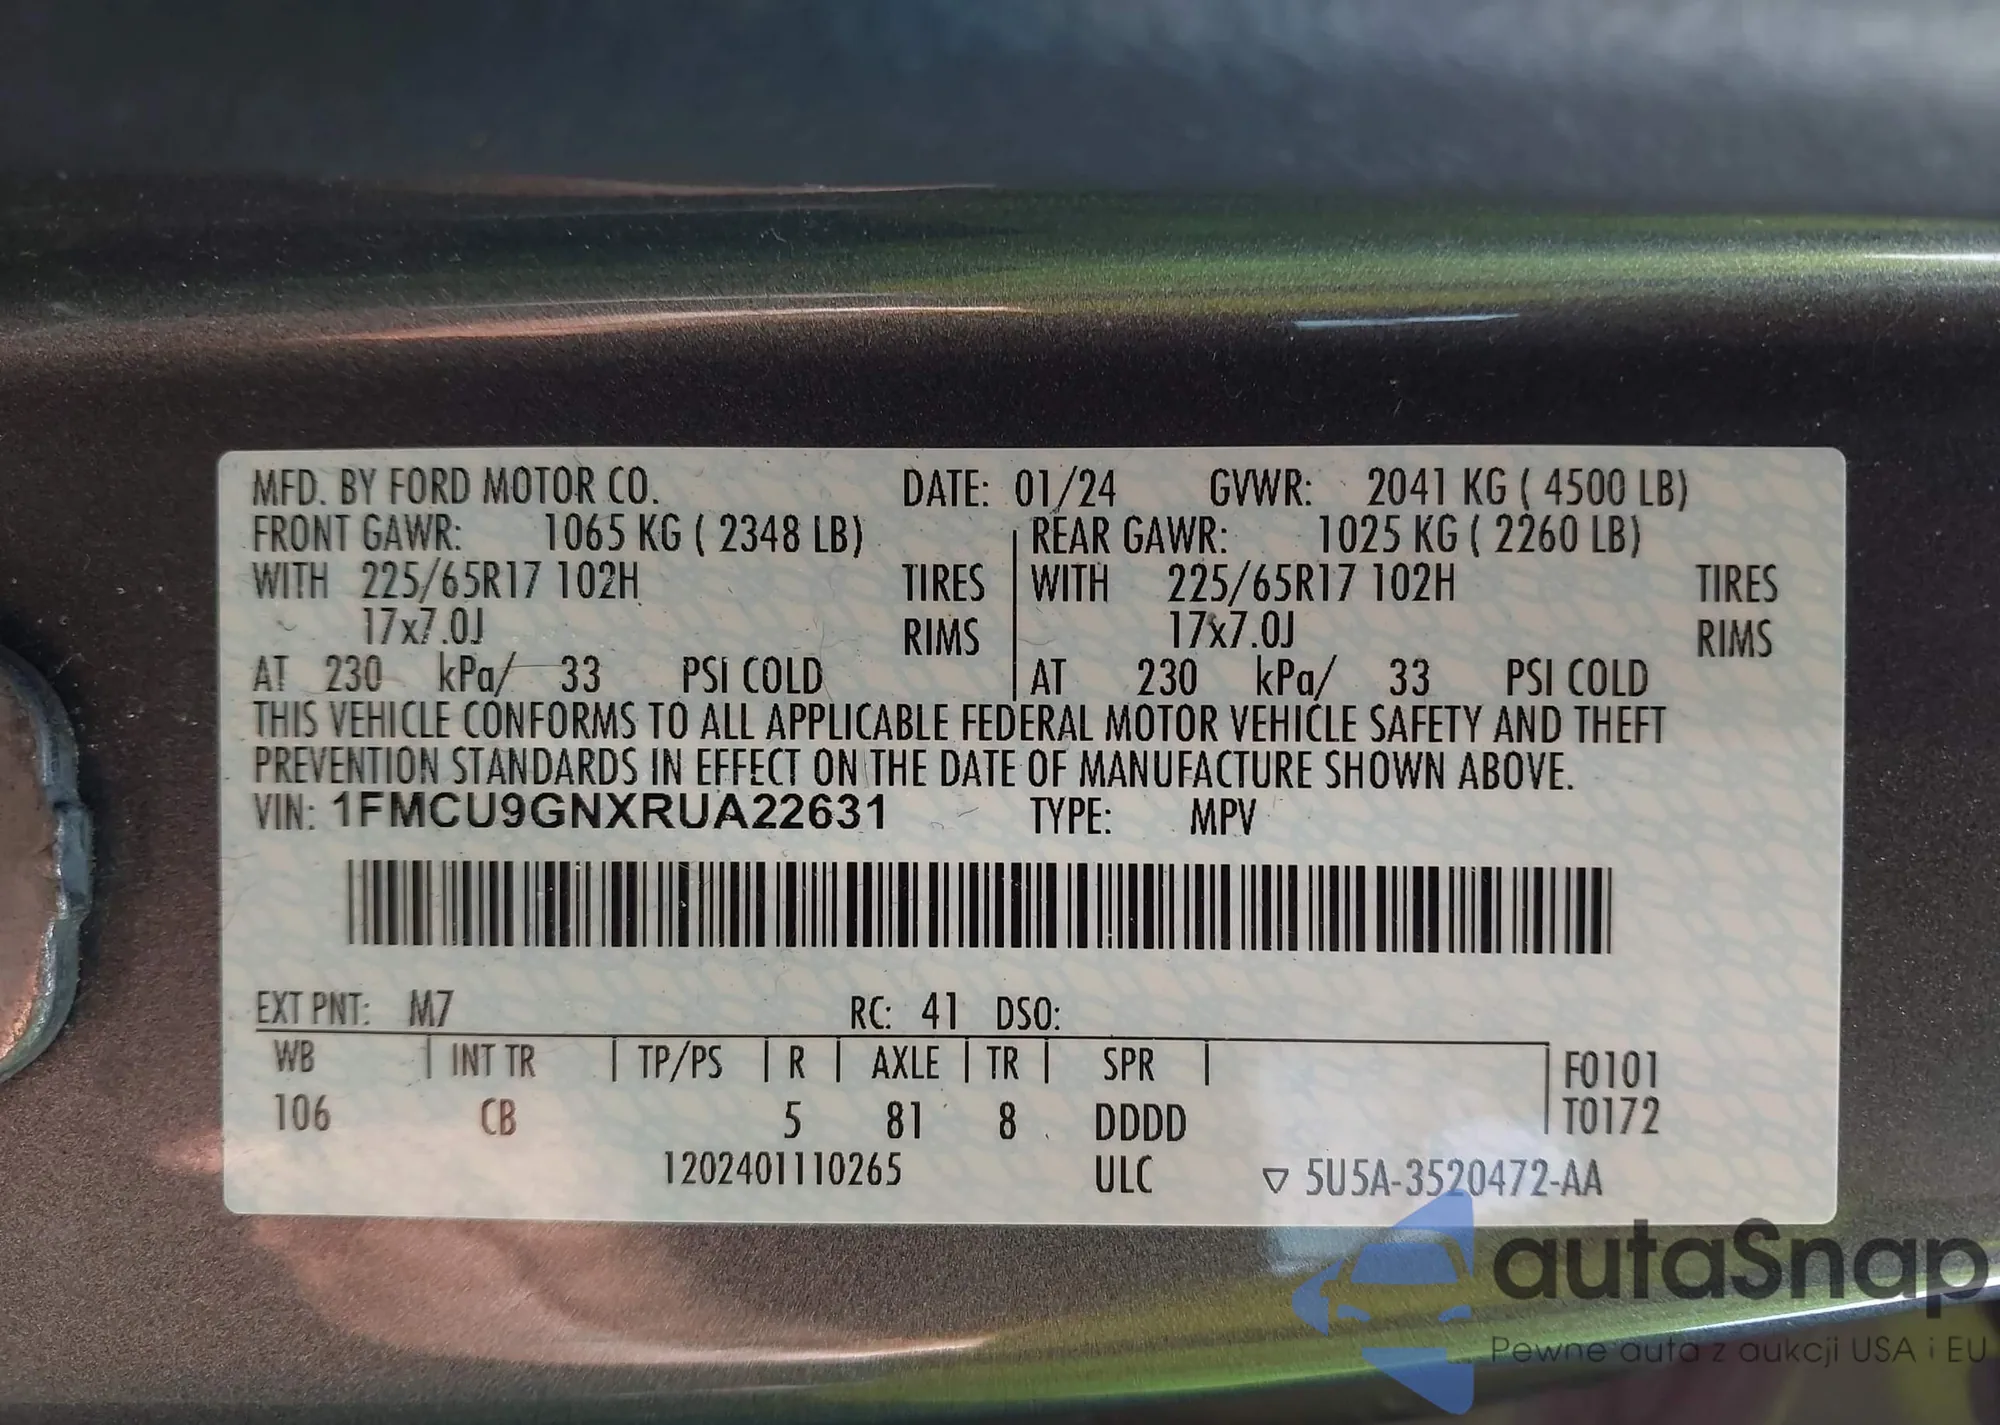 MFD. BY FORD MOTOR CO. DATE: 01/24 GVWR: 2041 KG ( 4500 LB)
FRONT GAWR: 1065 KG ( 2348 LB) REAR GAWR: 1025 KG ( 2260 LB)
WITH 225/65R17 102H TIRES WITH 225/65R17 102H TIRES
17x7.0J RIMS 17x7.0J RIMS
AT 230 kPa/ 33 PSI COLD AT 230 kPa/ 33 PSI COLD
THIS VEHICLE CONFORMS TO ALL APPLICABLE FEDERAL MOTOR VEHICLE SAFETY AND THEFT
PREVENTION STANDARDS IN EFFECT ON THE DATE OF MANUFACTURE SHOWN ABOVE.
VIN: 1FMCU9GNXRUA22631 TYPE: MPV
EXT PNT: M7 RC: 41 DSO:
WB INT TR TP/PS R AXLE TR SPR F0101
106 CB 5 81 8 DDDD T0172
1202401110265 ULC ▽ 5U5A-3520472-AA
autaSnap
Pewne auta z aukcji USA i EU